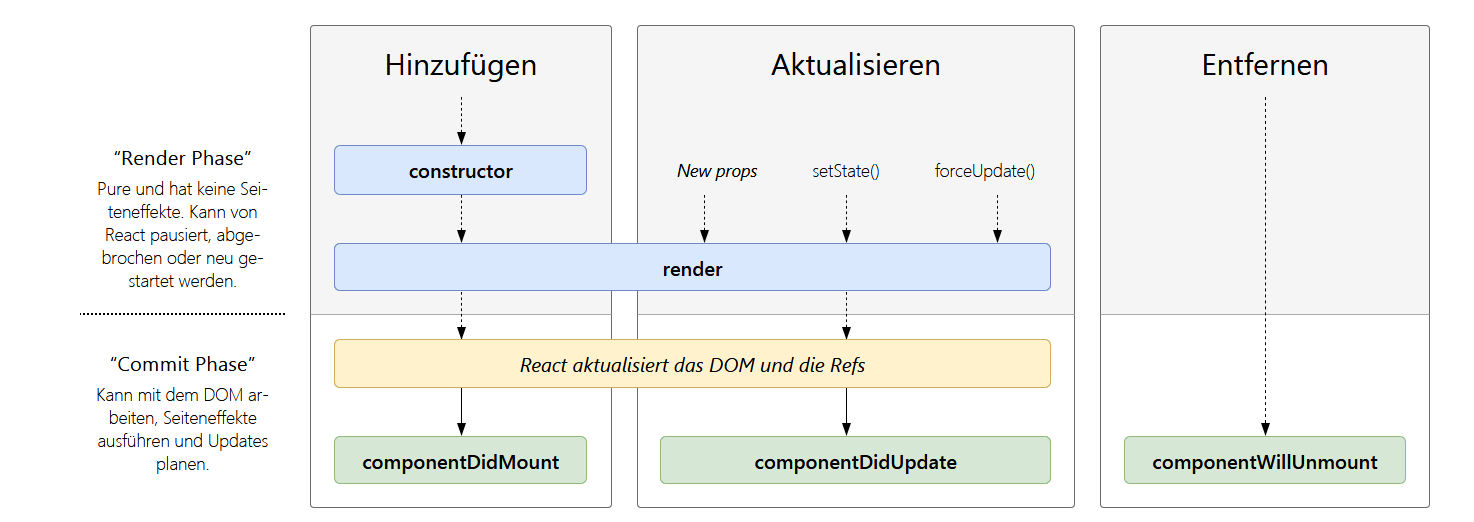 Hinzufügen
Aktualisieren
Entfernen
“Render Phase”
Pure und hat keine Sei-
teneffekte. Kann von
React pausiert, abge-
brochen oder neu ge-
startet werden.
constructor
New props
setState()
forceUpdate()
render
“Commit Phase”
Kann mit dem DOM ar-
beiten, Seiteneffekte
ausführen und Updates
planen.
React aktualisiert das DOM und die Refs
componentDidMount
componentDidUpdate
componentWillUnmount